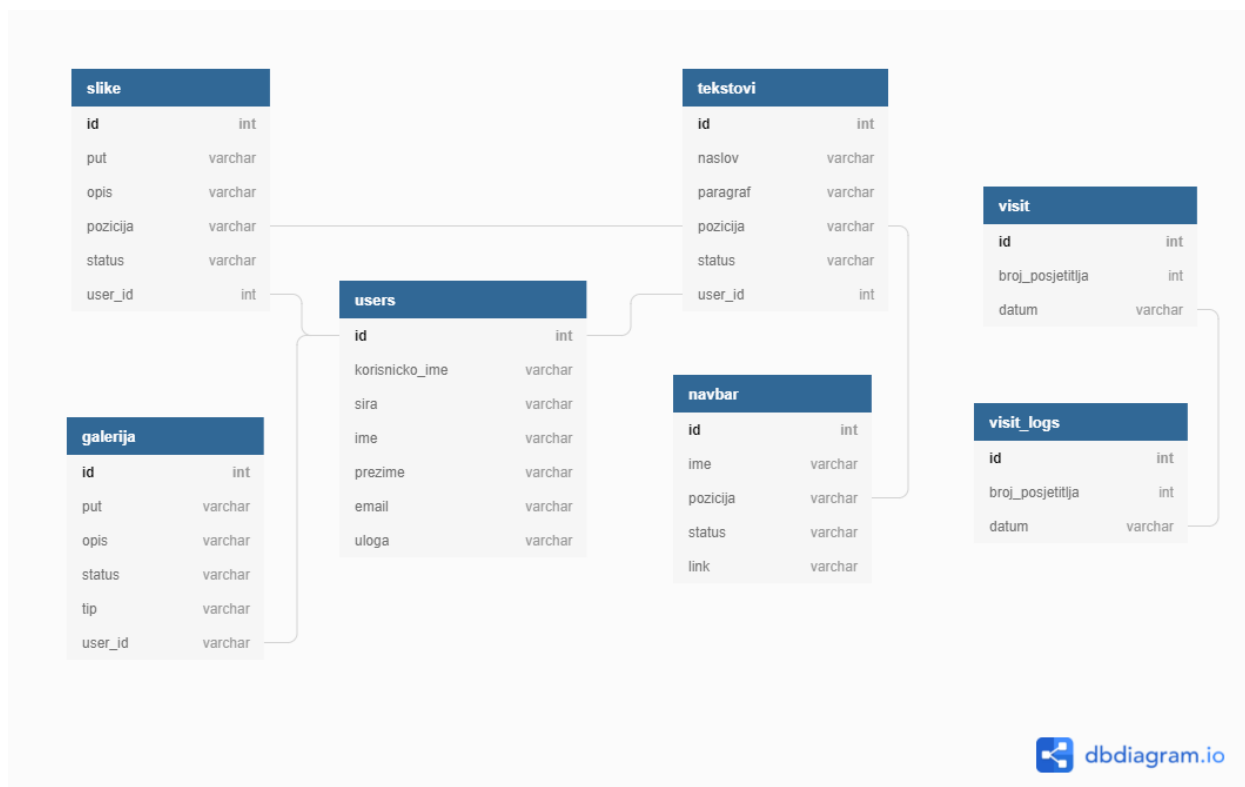 slike
id int
put varchar
opis varchar
pozicija varchar
status varchar
user_id int
tekstovi
id int
naslov varchar
paragraf varchar
pozicija varchar
status varchar
user_id int
visit
id int
broj_posjetitlja int
datum varchar
users
id int
korisnicko_ime varchar
sira varchar
ime varchar
prezime varchar
email varchar
uloga varchar
navbar
id int
ime varchar
pozicija varchar
status varchar
link varchar
visit_logs
id int
broj_posjetitlja int
datum varchar
galerija
id int
put varchar
opis varchar
status varchar
tip varchar
user_id varchar
dbdiagram.io